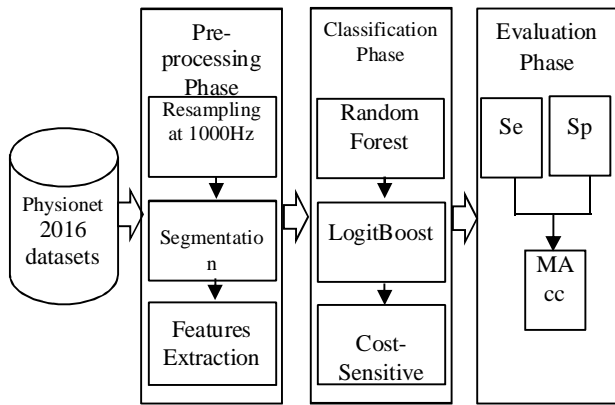 Physionet
2016
datasets
Pre-
processing
Phase
Resampling
at 1000Hz
Segmentatio
n
Features
Extraction
Classification
Phase
Random
Forest
LogitBoost
Cost-
Sensitive
Evaluation
Phase
Se
Sp
MA
cc